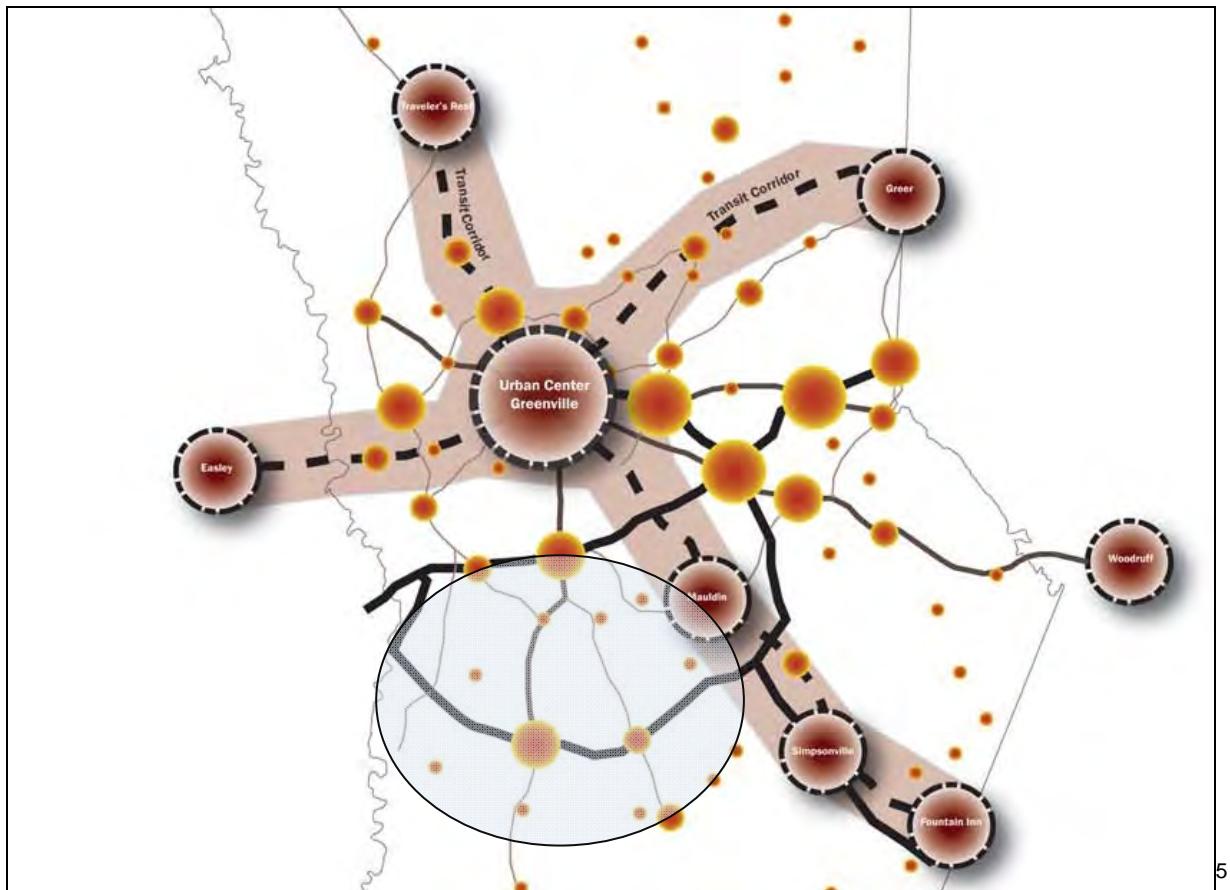 Traveler's Rest
Transit Corridor
Transit Corridor
Greer
Urban Center
Greenville
Easley
Woodruff
Mauldin
Simpsonville
Fountain Inn
5